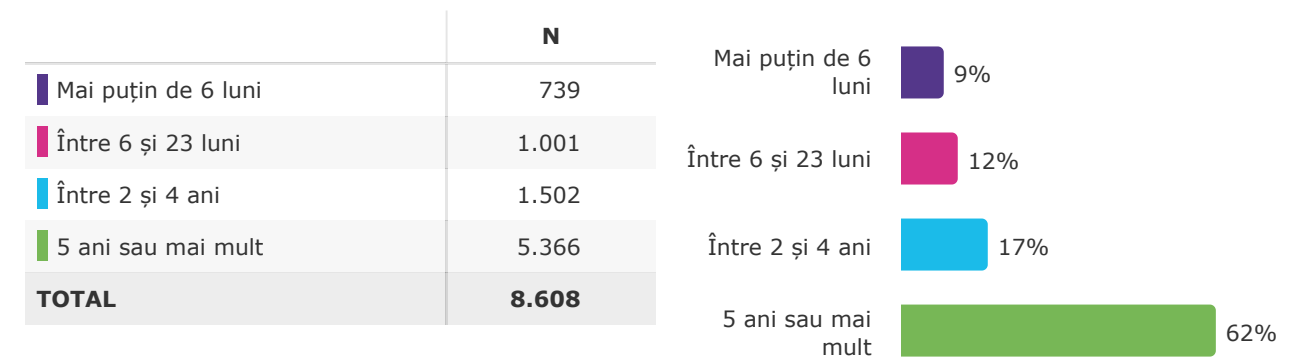 N
Mai puțin de 6 luni 739
Între 6 și 23 luni 1.001
Între 2 și 4 ani 1.502
5 ani sau mai mult 5.366
TOTAL 8.608
Mai puțin de 6
luni
9%
Între 6 și 23 luni 12%
Între 2 și 4 ani 17%
5 ani sau mai
mult
62%